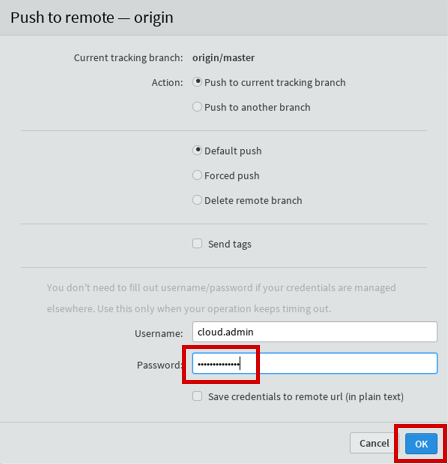 Push to remote — origin
Current tracking branch: origin/master
Action: Push to current tracking branch
Push to another branch
Default push
Forced push
Delete remote branch
Send tags
You don't need to fill out username/password if your credentials are managed
elsewhere. Use this only when your operation keeps timing out.
Username: cloud.admin
Password: ••••••••••••••
Save credentials to remote url (in plain text)
Cancel OK